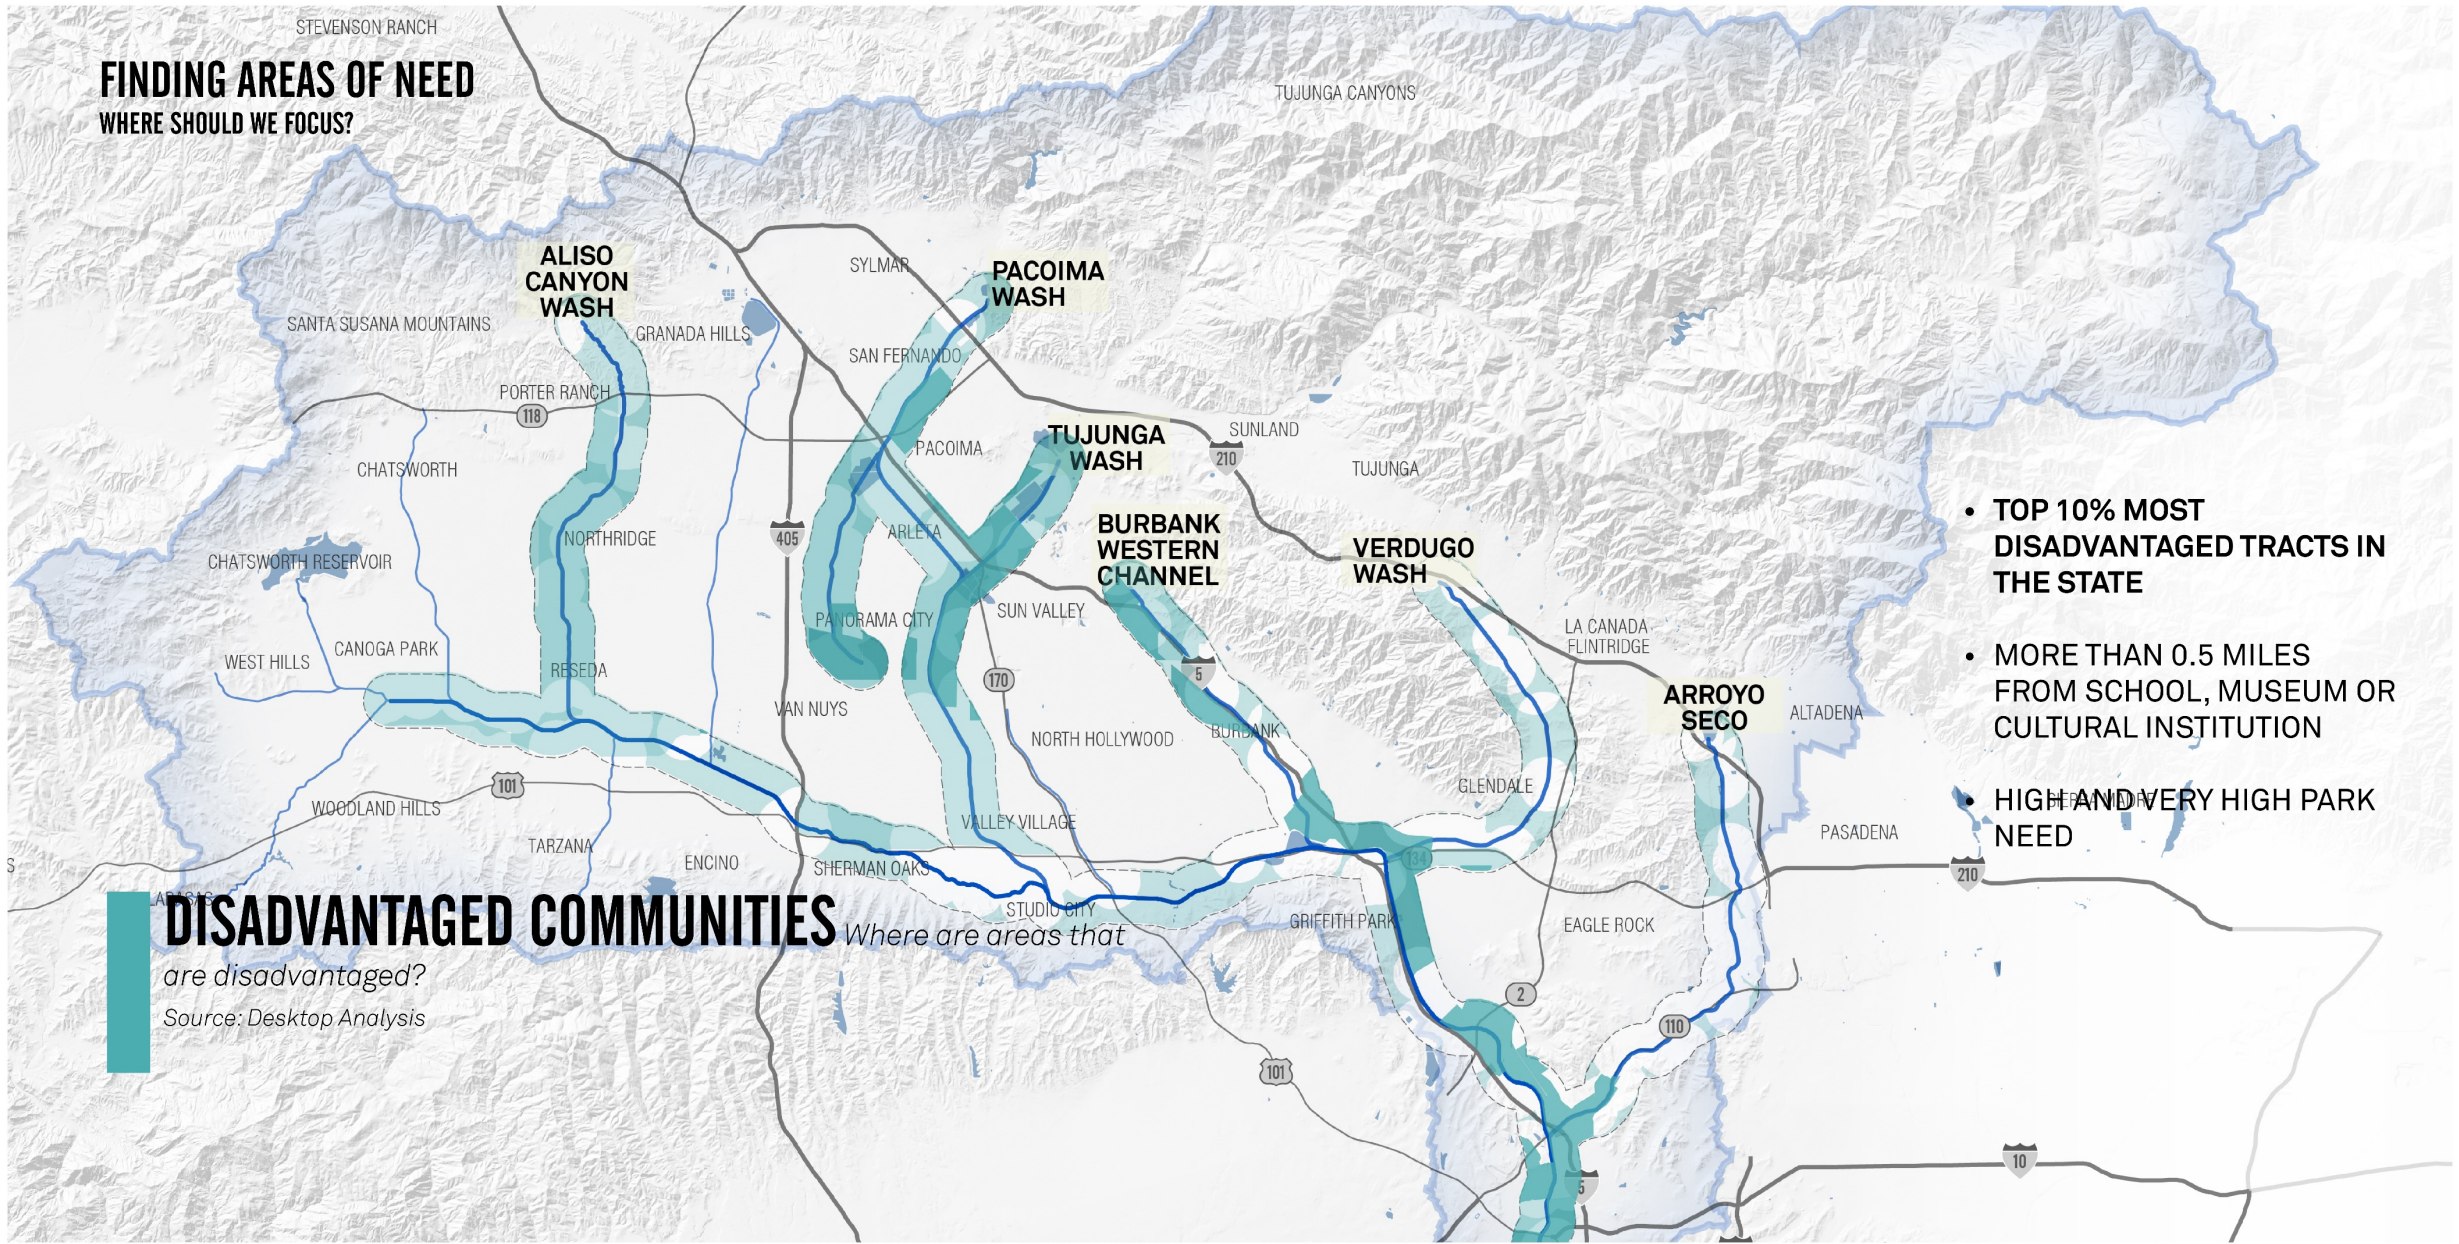 STEVENSON RANCH
FINDING AREAS OF NEED
WHERE SHOULD WE FOCUS?
TUJUNGA CANYONS
ALISO
CANYON
WASH
SYLMAR
PACOIMA
WASH
SANTA SUSANA MOUNTAINS
GRANADA HILLS
SAN FERNANDO
PORTER RANCH
118
PACOIMA
TUJUNGA
WASH
SUNLAND
210
TUJUNGA
CHATSWORTH
NORTHRIDGE
405
ARLETA
BURBANK
WESTERN
CHANNEL
VERDUGO
WASH
CHATSWORTH RESERVOIR
PANORAMA CITY
SUN VALLEY
LA CANADA
FLINTRIDGE
CANOGA PARK
WEST HILLS
RESEDA
170
5
VAN NUYS
NORTH HOLLYWOOD
BURBANK
ARROYO
SECO
ALTADENA
• TOP 10% MOST
DISADVANTAGED TRACTS IN
THE STATE
• MORE THAN 0.5 MILES
FROM SCHOOL, MUSEUM OR
CULTURAL INSTITUTION
• HIGH AND VERY HIGH PARK
NEED
SIERRA MADRE
101
WOODLAND HILLS
TARZANA
ENCINO
SHERMAN OAKS
VALLEY VILLAGE
STUDIO CITY
GLENDALE
134
PASADENA
210
GRIFFITH PARK
EAGLE ROCK
2
110
101
5
10
DISADVANTAGED COMMUNITIES Where are areas that
are disadvantaged?
Source: Desktop Analysis